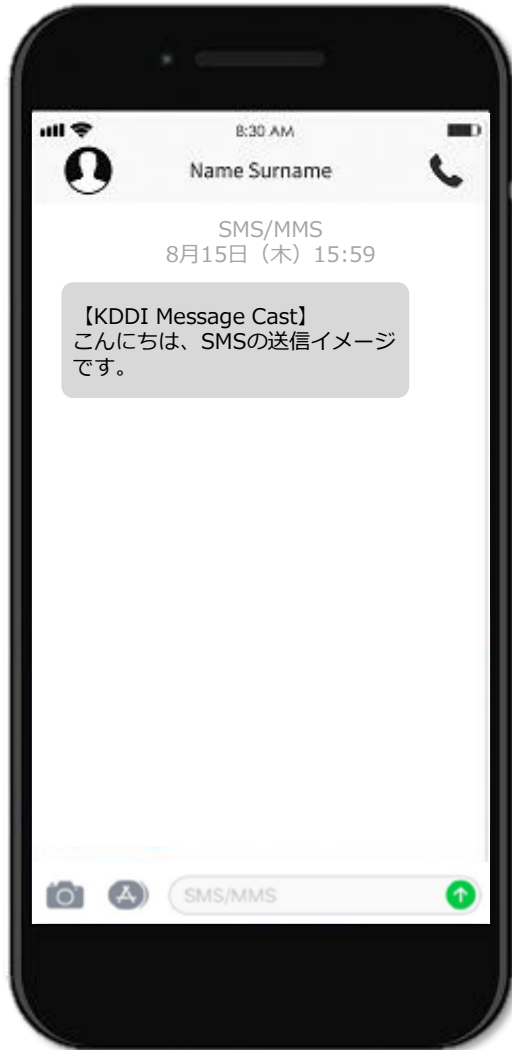 8:30 AM
Name Surname
SMS/MMS
8月15日（木）15:59
【KDDI Message Cast】
こんにちは、SMSの送信イメージ
です。
SMS/MMS